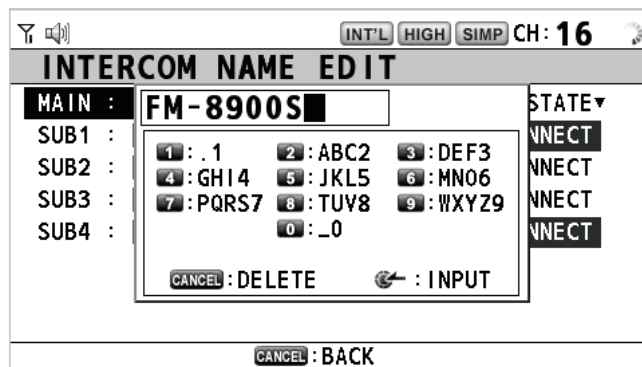 INT'L HIGH SIMP CH: 16
INTERCOM NAME EDIT
MAIN : FM-8900S STATE▼
SUB1 : NNECT
SUB2 : NNECT
SUB3 : NNECT
SUB4 : NNECT
1 : .1 2 : ABC2 3 : DEF3
4 : GHI4 5 : JKL5 6 : MNO6
7 : PQRS7 8 : TUV8 9 : WXYZ9
0 : _0
CANCEL : DELETE : INPUT
CANCEL : BACK